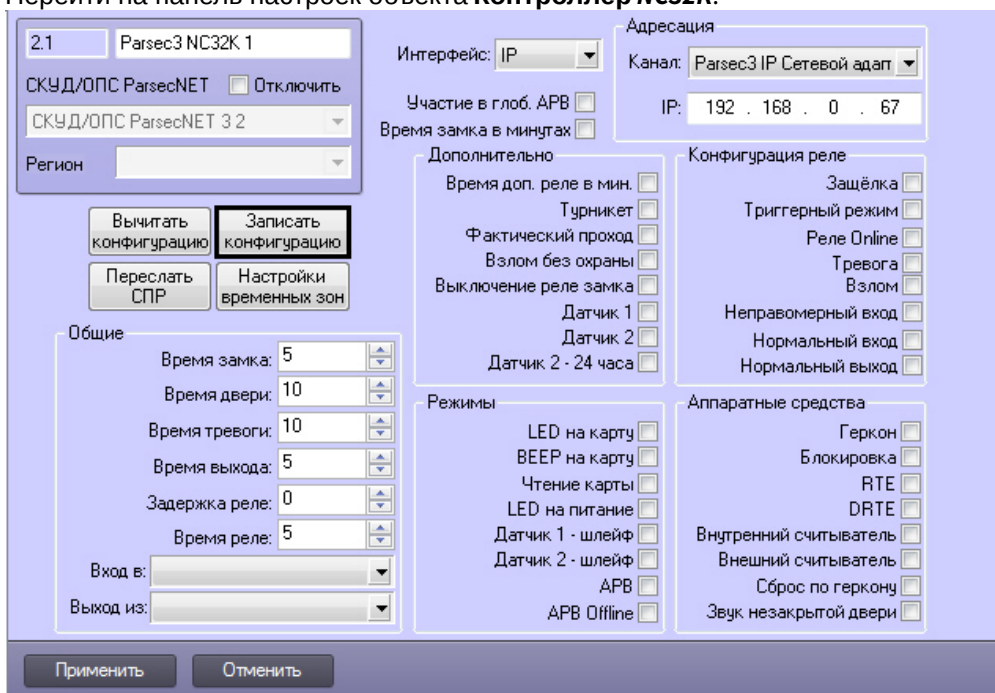 Перейти на панель настроек объекта Контроллер NC32K.
2.1 Parsec3 NC32K 1
СКУД/ОПС ParsecNET Отключить
СКУД/ОПС ParsecNET 3 2
Регион
Вычитать конфигурацию
Записать конфигурацию
Переслать СПР
Настройки временных зон
Интерфейс: IP
Участие в глоб. APB
Время замка в минутах
Адресация
Канал: Parsec3 IP Сетевой адап
IP: 192 . 168 . 0 . 67
Общие
Время замка: 5
Время двери: 10
Время тревоги: 10
Время выхода: 5
Задержка реле: 0
Время реле: 5
Вход в:
Выход из:
Дополнительно
Время доп. реле в мин.
Турникет
Фактический проход
Взлом без охраны
Выключение реле замка
Датчик 1
Датчик 2
Датчик 2 - 24 часа
Режимы
LED на карту
BEEP на карту
Чтение карты
LED на питание
Датчик 1 - шлейф
Датчик 2 - шлейф
APB
APB Offline
Конфигурация реле
Защёлка
Триггерный режим
Реле Online
Тревога
Взлом
Неправомерный вход
Нормальный вход
Нормальный выход
Аппаратные средства
Геркон
Блокировка
RTE
DRTE
Внутренний считыватель
Внешний считыватель
Сброс по геркону
Звук незакрытой двери
Применить
Отменить